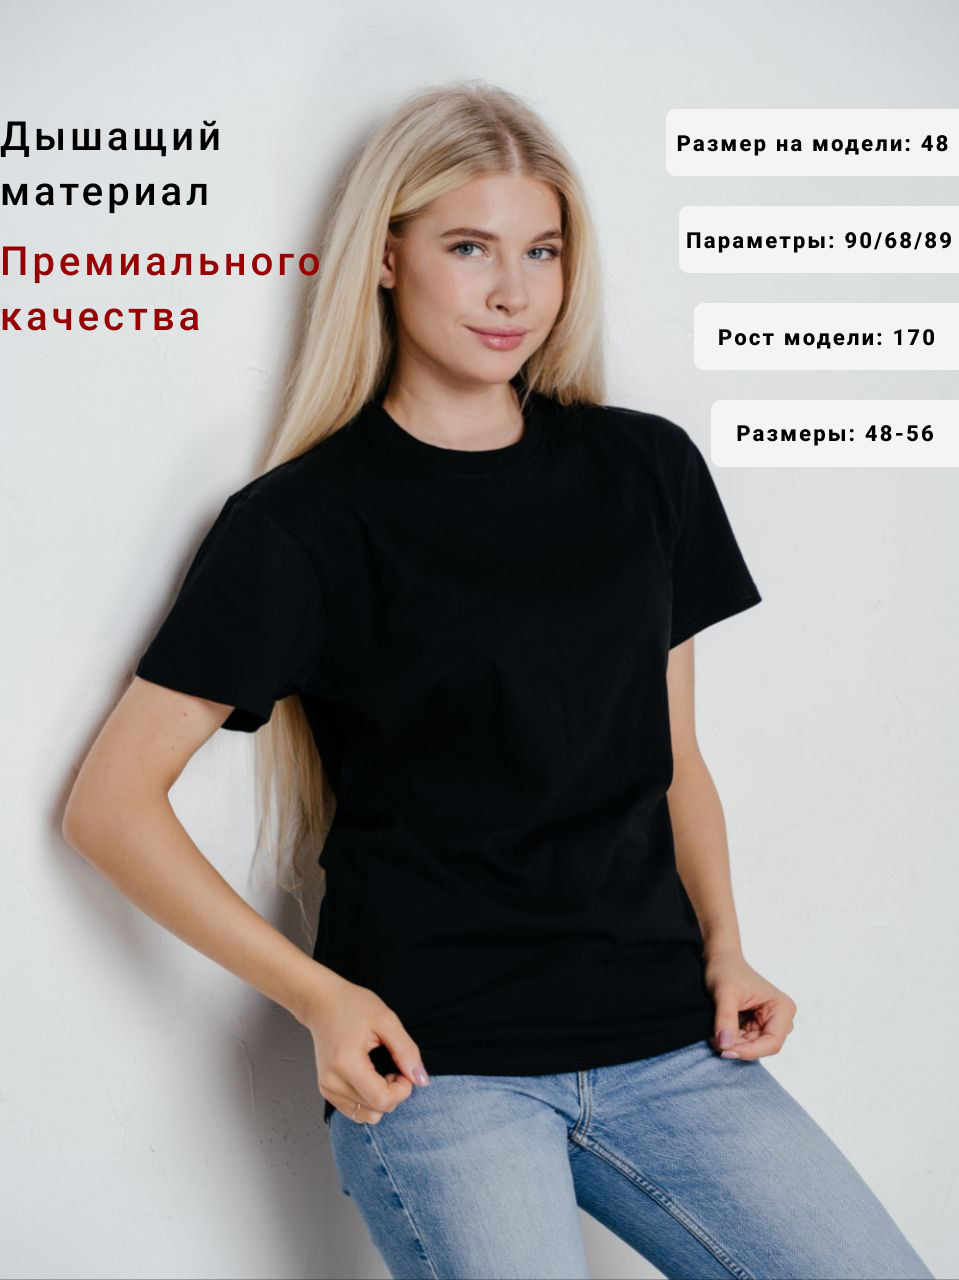 Дышащий
материал
Премиального
качества
Размер на модели: 48
Параметры: 90/68/89
Рост модели: 170
Размеры: 48-56